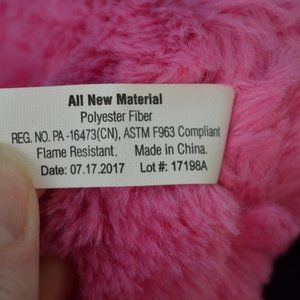 All New Material
Polyester Fiber
REG. NO. PA-16473(CN), ASTM F963 Compliant
Flame Resistant. Made in China.
Date: 07.17.2017 Lot #: 17198A